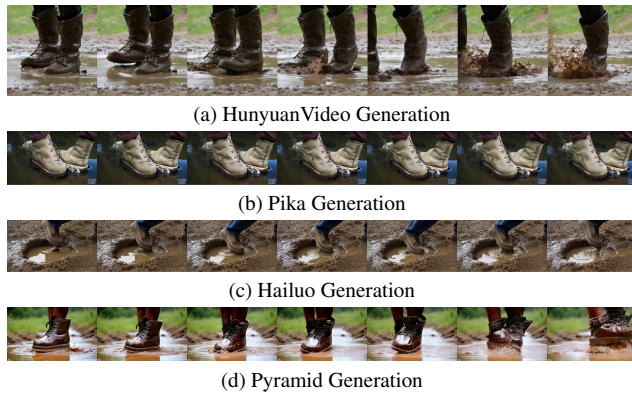 (a) HunyuanVideo Generation
(b) Pika Generation
(c) Hailuo Generation
(d) Pyramid Generation